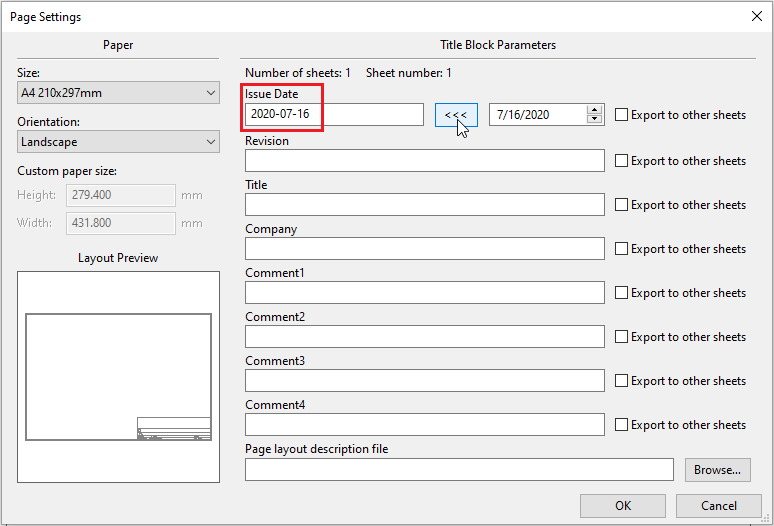 Page Settings
Paper
Size:
A4 210x297mm
Orientation:
Landscape
Custom paper size:
Height: 279.400 mm
Width: 431.800 mm
Layout Preview
Title Block Parameters
Number of sheets: 1 Sheet number: 1
Issue Date
2020-07-16 <<< 7/16/2020 Export to other sheets
Revision
Export to other sheets
Title
Export to other sheets
Company
Export to other sheets
Comment1
Export to other sheets
Comment2
Export to other sheets
Comment3
Export to other sheets
Comment4
Export to other sheets
Page layout description file
Browse...
OK Cancel